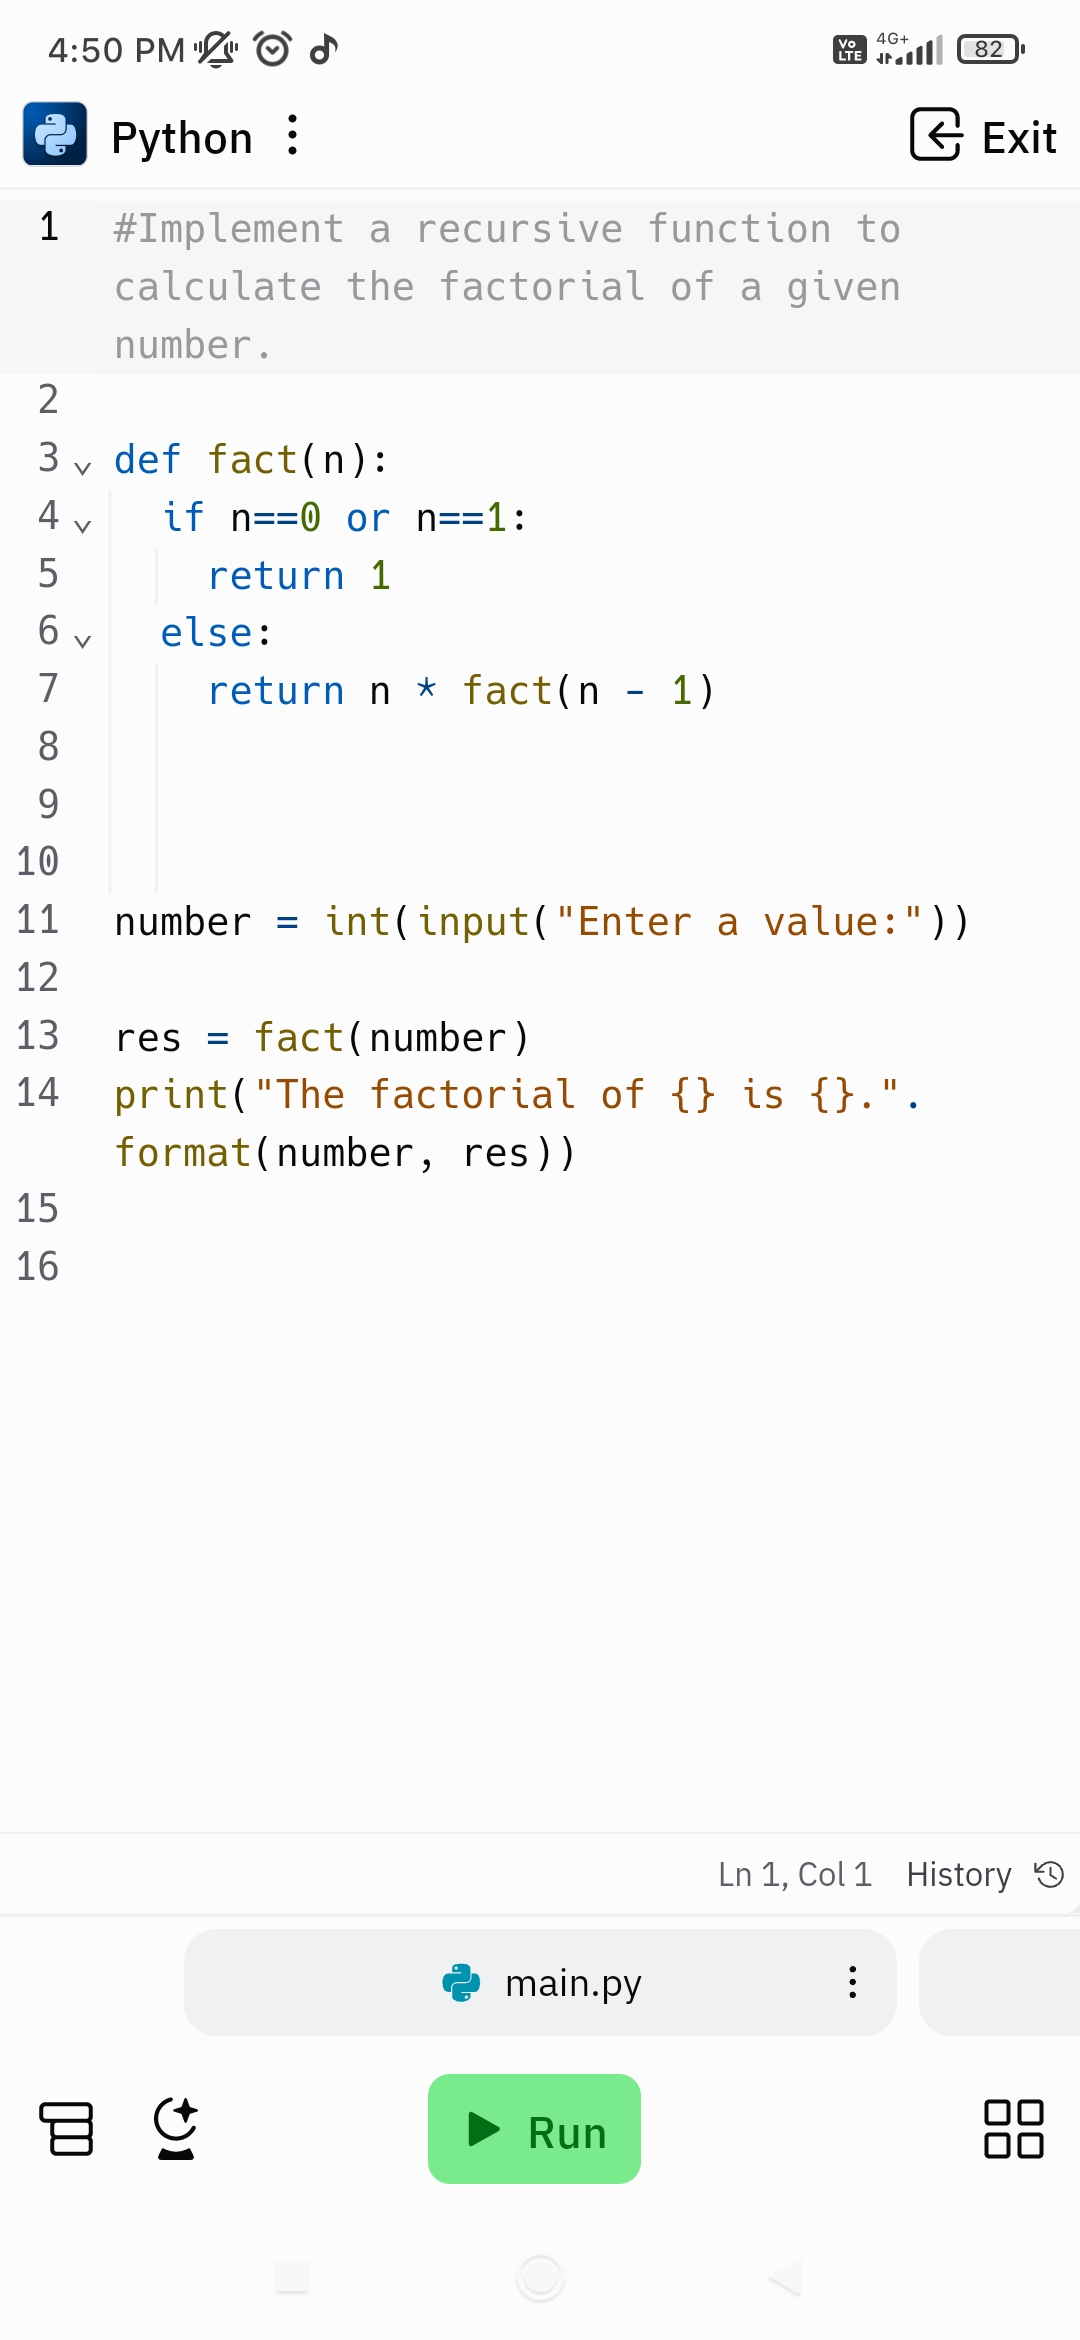 4:50 PM Vo LTE 4G+ 82
Python Exit
1 #Implement a recursive function to
calculate the factorial of a given
number.
2
3 def fact(n):
4 if n==0 or n==1:
5 return 1
6 else:
7 return n * fact(n - 1)
8
9
10
11 number = int(input("Enter a value:"))
12
13 res = fact(number)
14 print("The factorial of {} is {}.".
format(number, res))
15
16
Ln 1, Col 1 History
main.py
Run